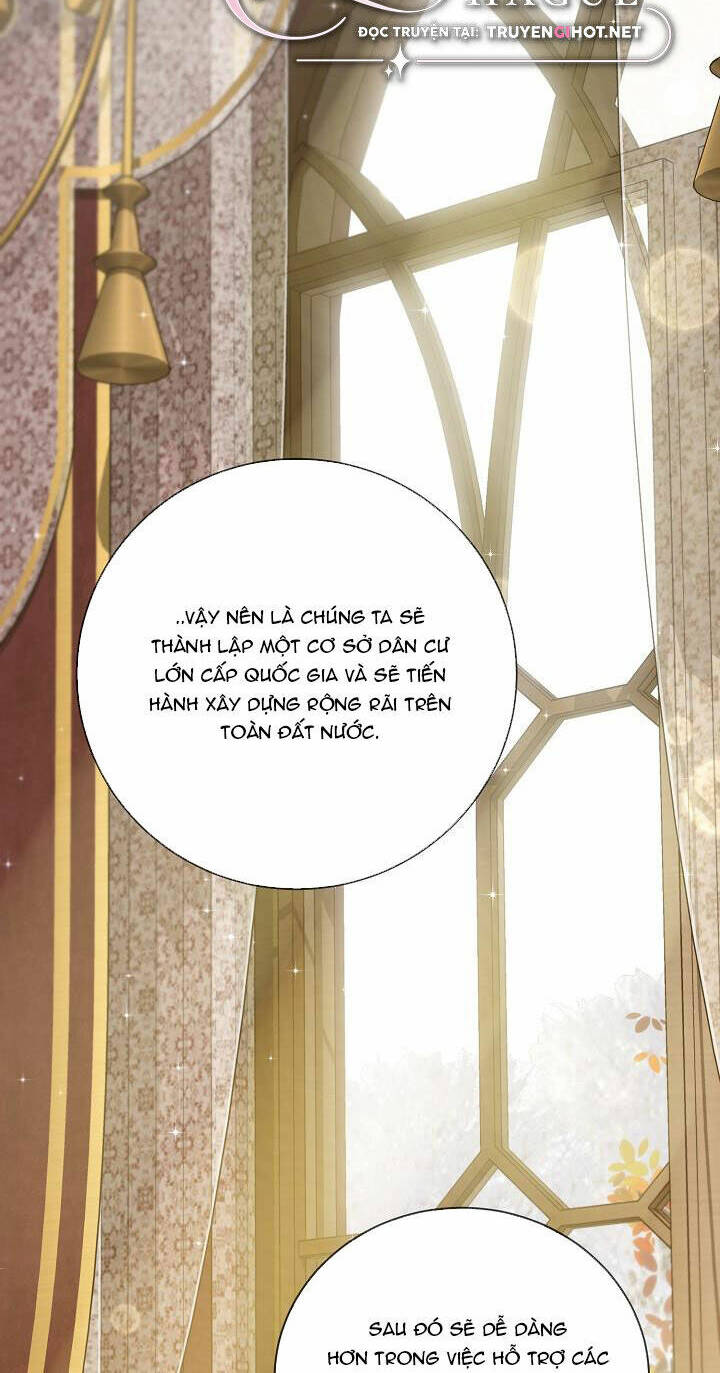 ĐỌC TRUYỆN TẠI: TRUYENGIHOT.NET
..VẬY NÊN LÀ CHÚNG TA SẼ
THÀNH LẬP MỘT CƠ SỞ DÂN CƯ
LỚN CẤP QUỐC GIA VÀ SẼ TIẾN
HÀNH XÂY DỰNG RỘNG RÃI TRÊN
TOÀN ĐẤT NƯỚC.
SAU ĐÓ SẼ DỄ DÀNG
HƠN TRONG VIỆC HỖ TRỢ CÁC